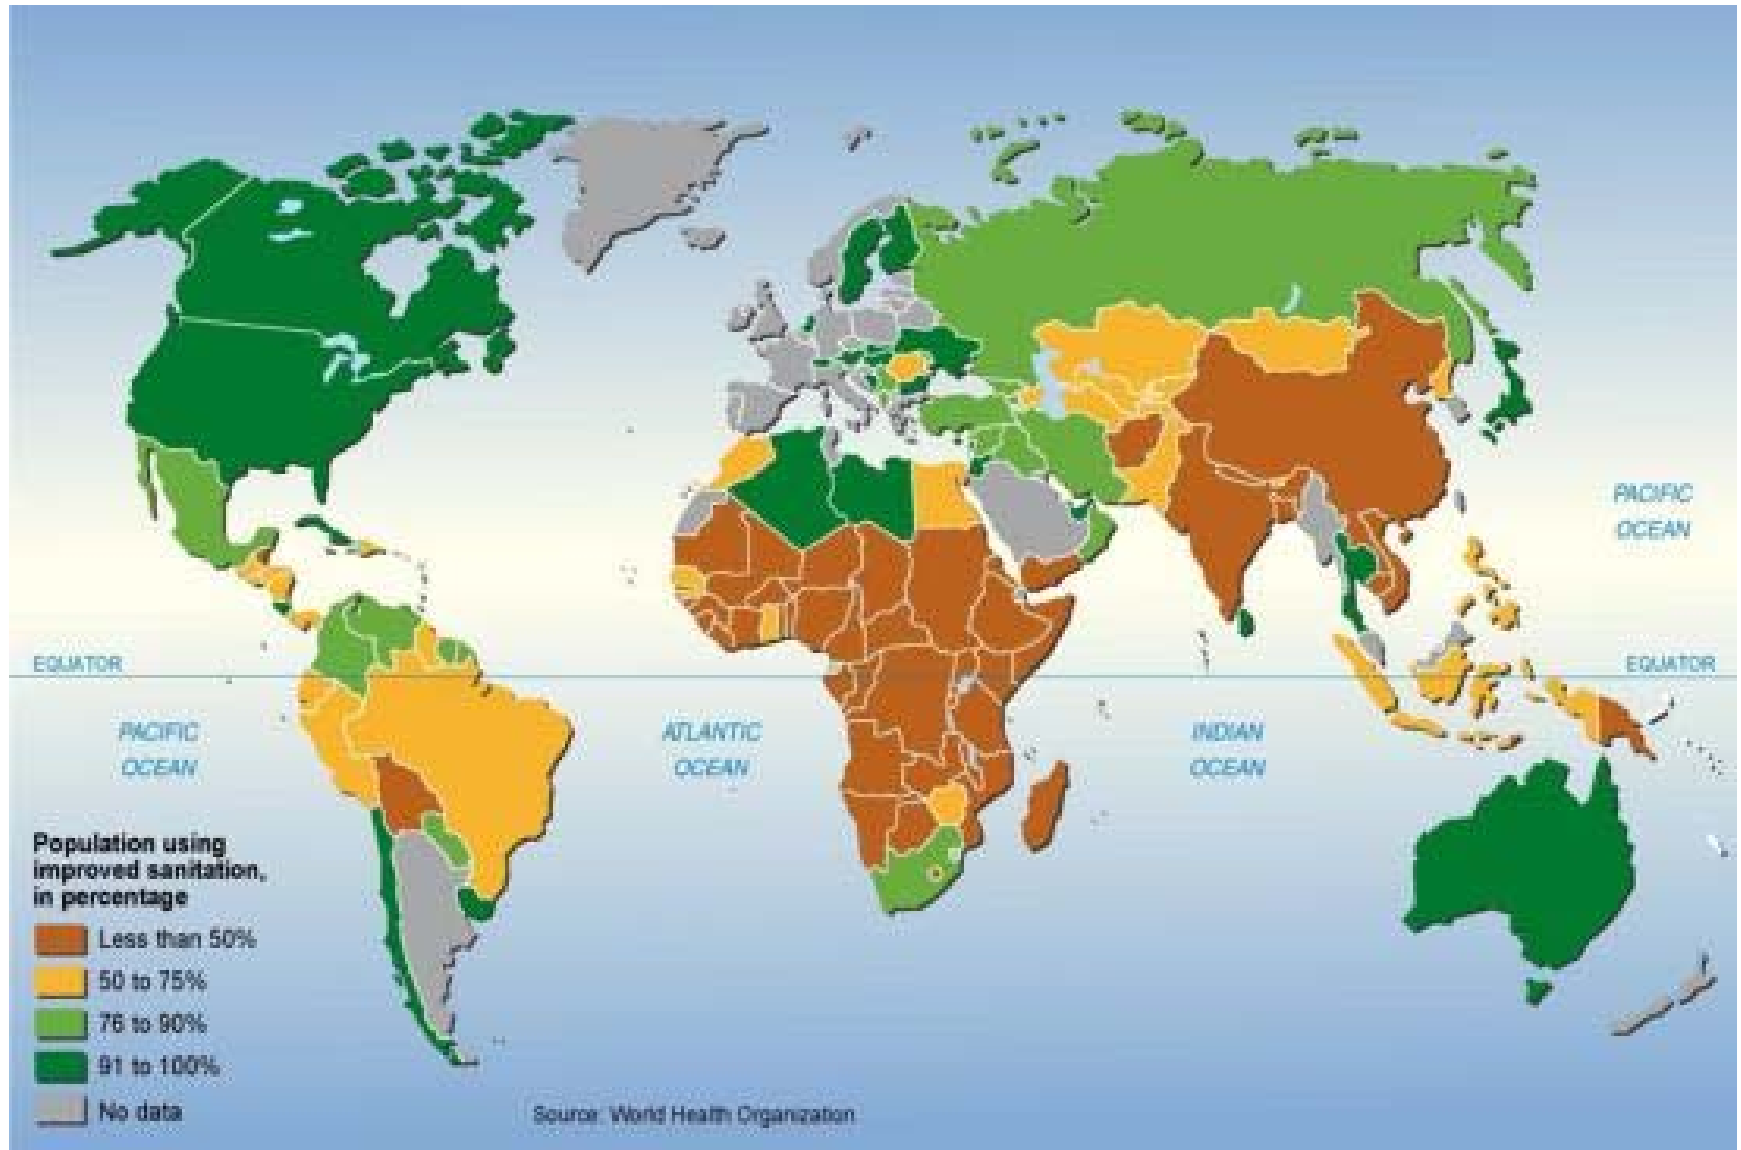 PACIFIC
OCEAN
EQUATOR
EQUATOR
PACIFIC
OCEAN
ATLANTIC
OCEAN
INDIAN
OCEAN
Population using
improved sanitation,
in percentage
Less than 50%
50 to 75%
76 to 90%
91 to 100%
No data
Source: World Health Organization